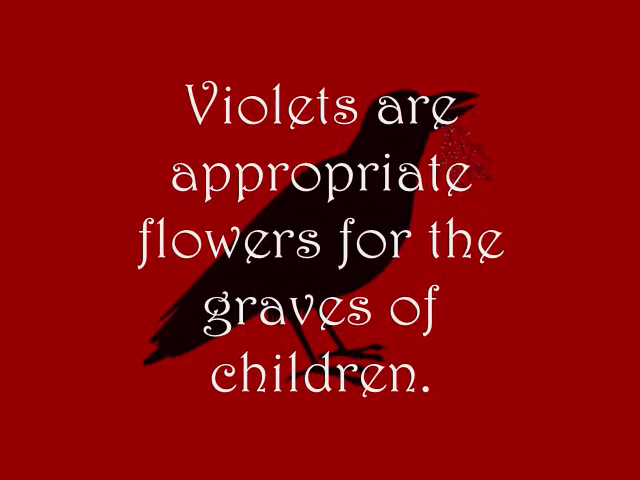 Violets are
appropriate
flowers for the
graves of
children.